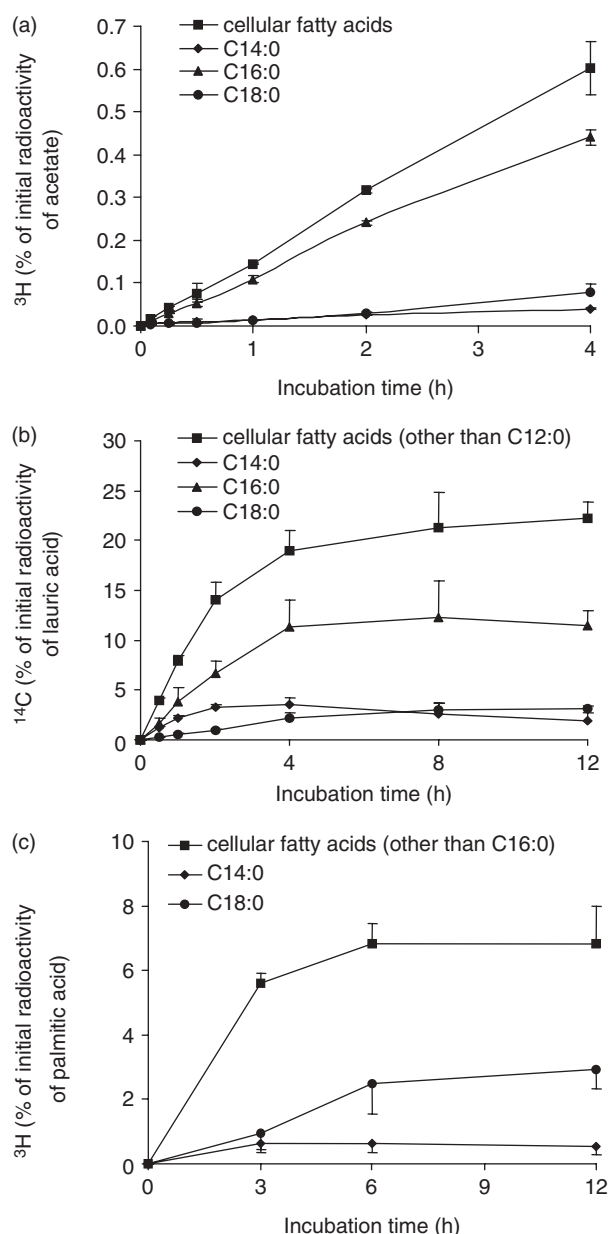 (a)
cellular fatty acids
C14:0
C16:0
C18:0
0.7
0.6
0.5
0.4
0.3
0.2
0.1
0.0
³H (% of initial radioactivity
of acetate)
0 1 2 3 4
Incubation time (h)
(b)
cellular fatty acids (other than C12:0)
C14:0
C16:0
C18:0
30
25
20
15
10
5
0
¹⁴C (% of initial radioactivity
of lauric acid)
0 4 8 12
Incubation time (h)
(c)
cellular fatty acids (other than C16:0)
C14:0
C18:0
10
8
6
4
2
0
³H (% of initial radioactivity
of palmitic acid)
0 3 6 9 12
Incubation time (h)